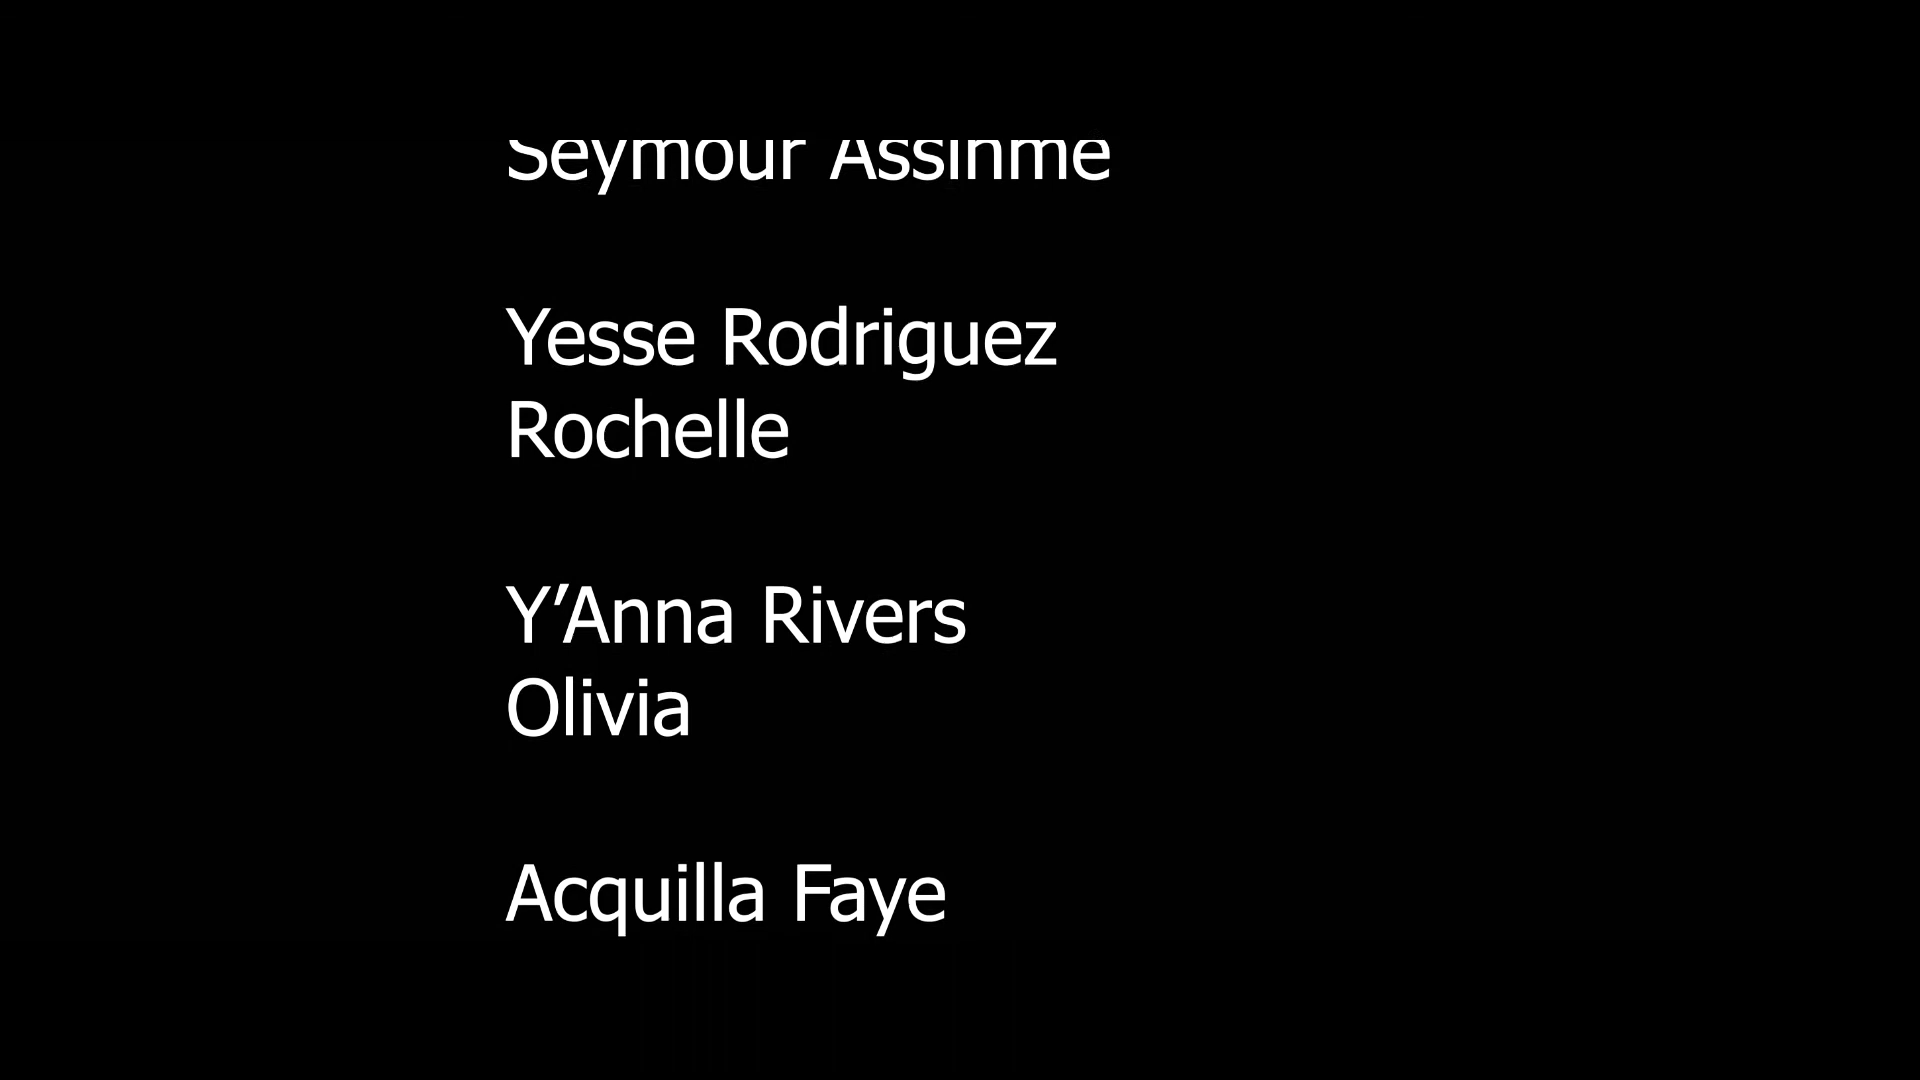 Seymour Assinme
Yesse Rodriguez
Rochelle
Y’Anna Rivers
Olivia
Acquilla Faye